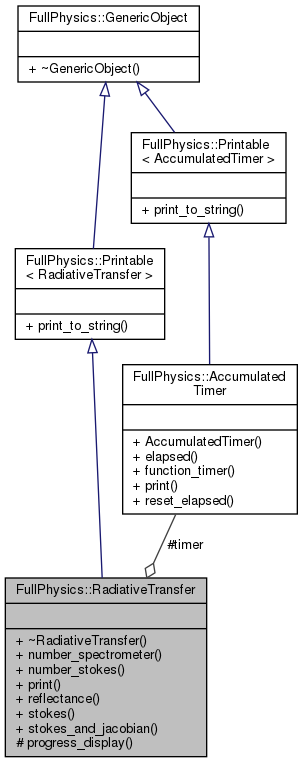 FullPhysics::GenericObject
+ ~GenericObject()
FullPhysics::Printable
< AccumulatedTimer >
+ print_to_string()
FullPhysics::Printable
< RadiativeTransfer >
+ print_to_string()
FullPhysics::Accumulated
Timer
+ AccumulatedTimer()
+ elapsed()
+ function_timer()
+ print()
+ reset_elapsed()
#timer
FullPhysics::RadiativeTransfer
+ ~RadiativeTransfer()
+ number_spectrometer()
+ number_stokes()
+ print()
+ reflectance()
+ stokes()
+ stokes_and_jacobian()
# progress_display()